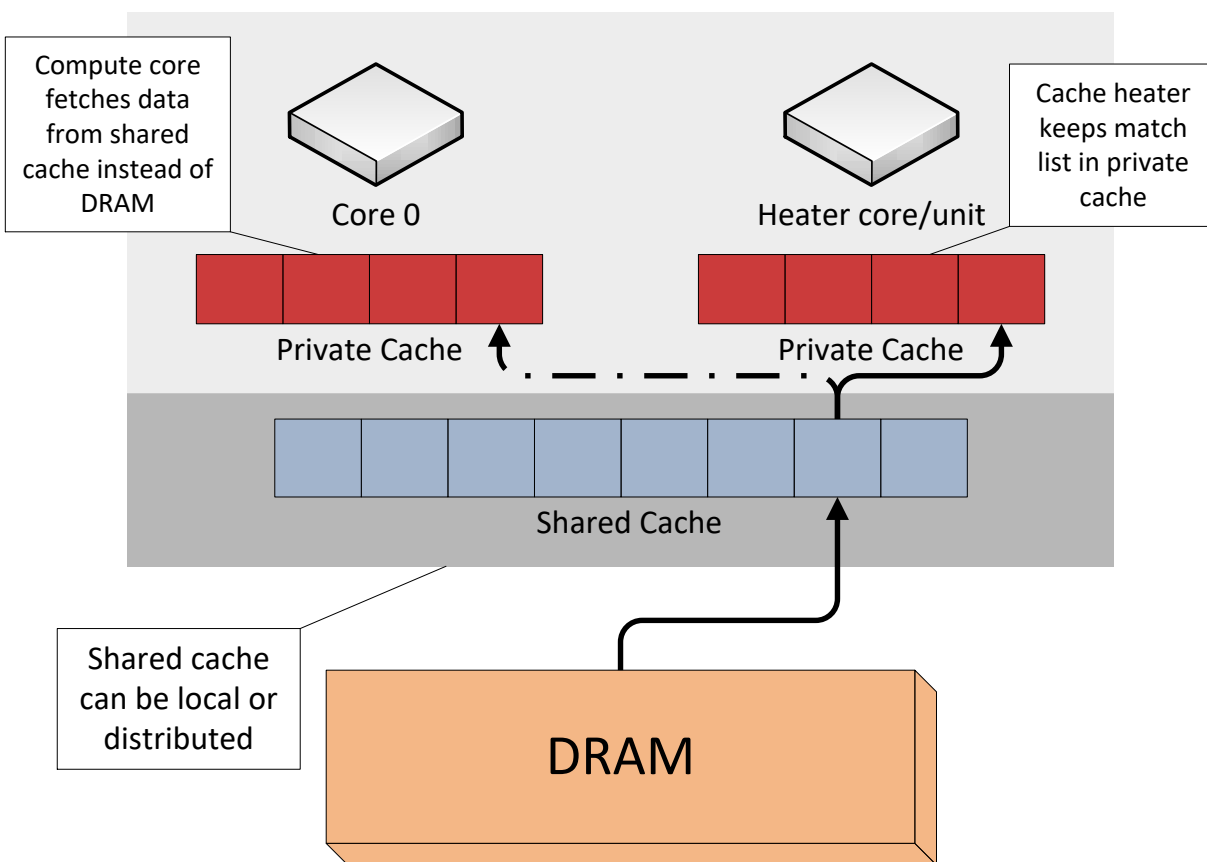 Compute core
fetches data
from shared
cache instead of
DRAM
Core 0
Heater core/unit
Cache heater
keeps match
list in private
cache
Private Cache
Private Cache
Shared Cache
Shared cache
can be local or
distributed
DRAM